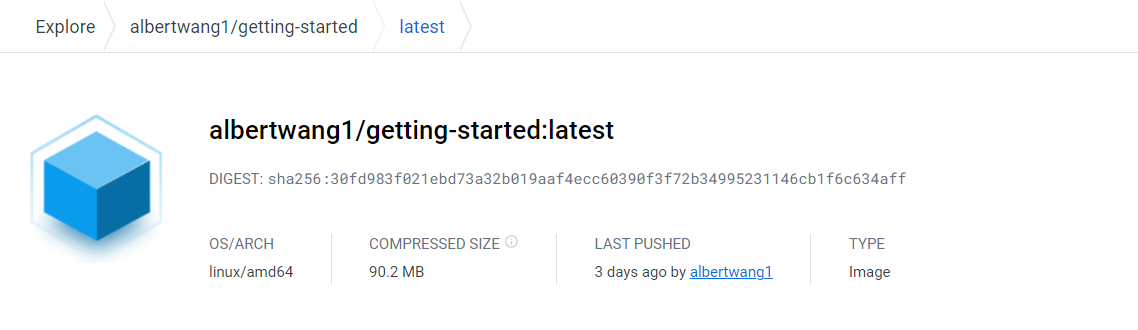 Explore albertwang1/getting-started latest
albertwang1/getting-started:latest
DIGEST: sha256:30fd983f021ebd73a32b019aaf4ecc60390f3f72b34995231146cb1f6c634aff
OS/ARCH COMPRESSED SIZE LAST PUSHED TYPE
linux/amd64 90.2 MB 3 days ago by albertwang1 Image